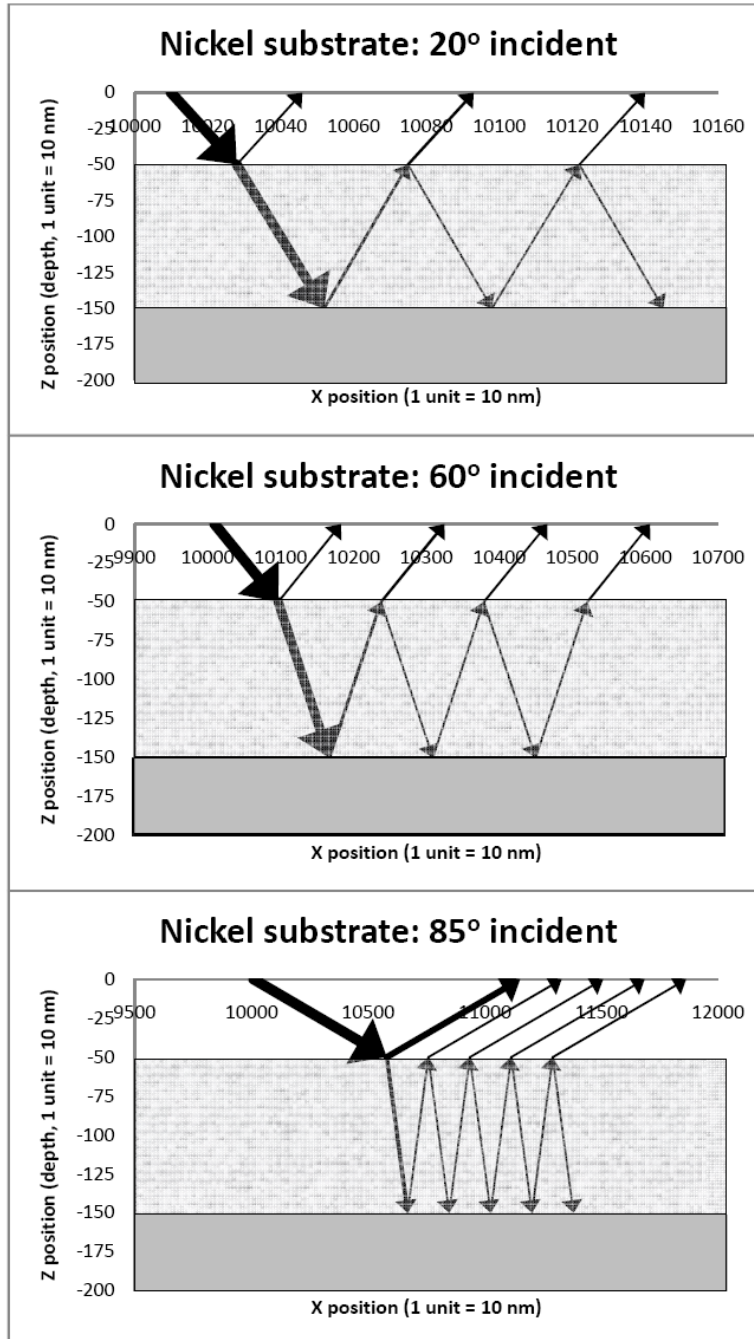 Nickel substrate: 20° incident
0
10000 10020 10040 10060 10080 10100 10120 10140 10160
-25
-50
-75
-100
-125
-150
-175
-200
Z position (depth, 1 unit = 10 nm)
X position (1 unit = 10 nm)
Nickel substrate: 60° incident
0
9900 10000 10100 10200 10300 10400 10500 10600 10700
-25
-50
-75
-100
-125
-150
-175
-200
Z position (depth, 1 unit = 10 nm)
X position (1 unit = 10 nm)
Nickel substrate: 85° incident
0
9500 10000 10500 11000 11500 12000
-25
-50
-75
-100
-125
-150
-175
-200
Z position (depth, 1 unit = 10 nm)
X position (1 unit = 10 nm)